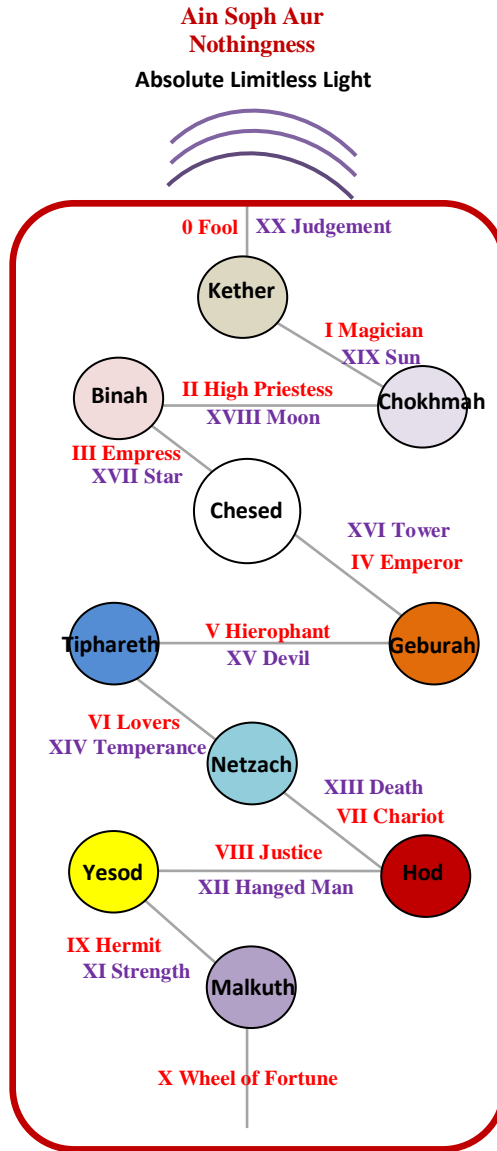 Ain Soph Aur
Nothingness
Absolute Limitless Light
0 Fool XX Judgement
Kether
I Magician
XIX Sun
Binah
II High Priestess
XVIII Moon
Chokhmah
III Empress
XVII Star
Chesed
XVI Tower
IV Emperor
Tiphareth
V Hierophant
XV Devil
Geburah
VI Lovers
XIV Temperance
Netzach
XIII Death
VII Chariot
Yesod
VIII Justice
XII Hanged Man
Hod
IX Hermit
XI Strength
Malkuth
X Wheel of Fortune